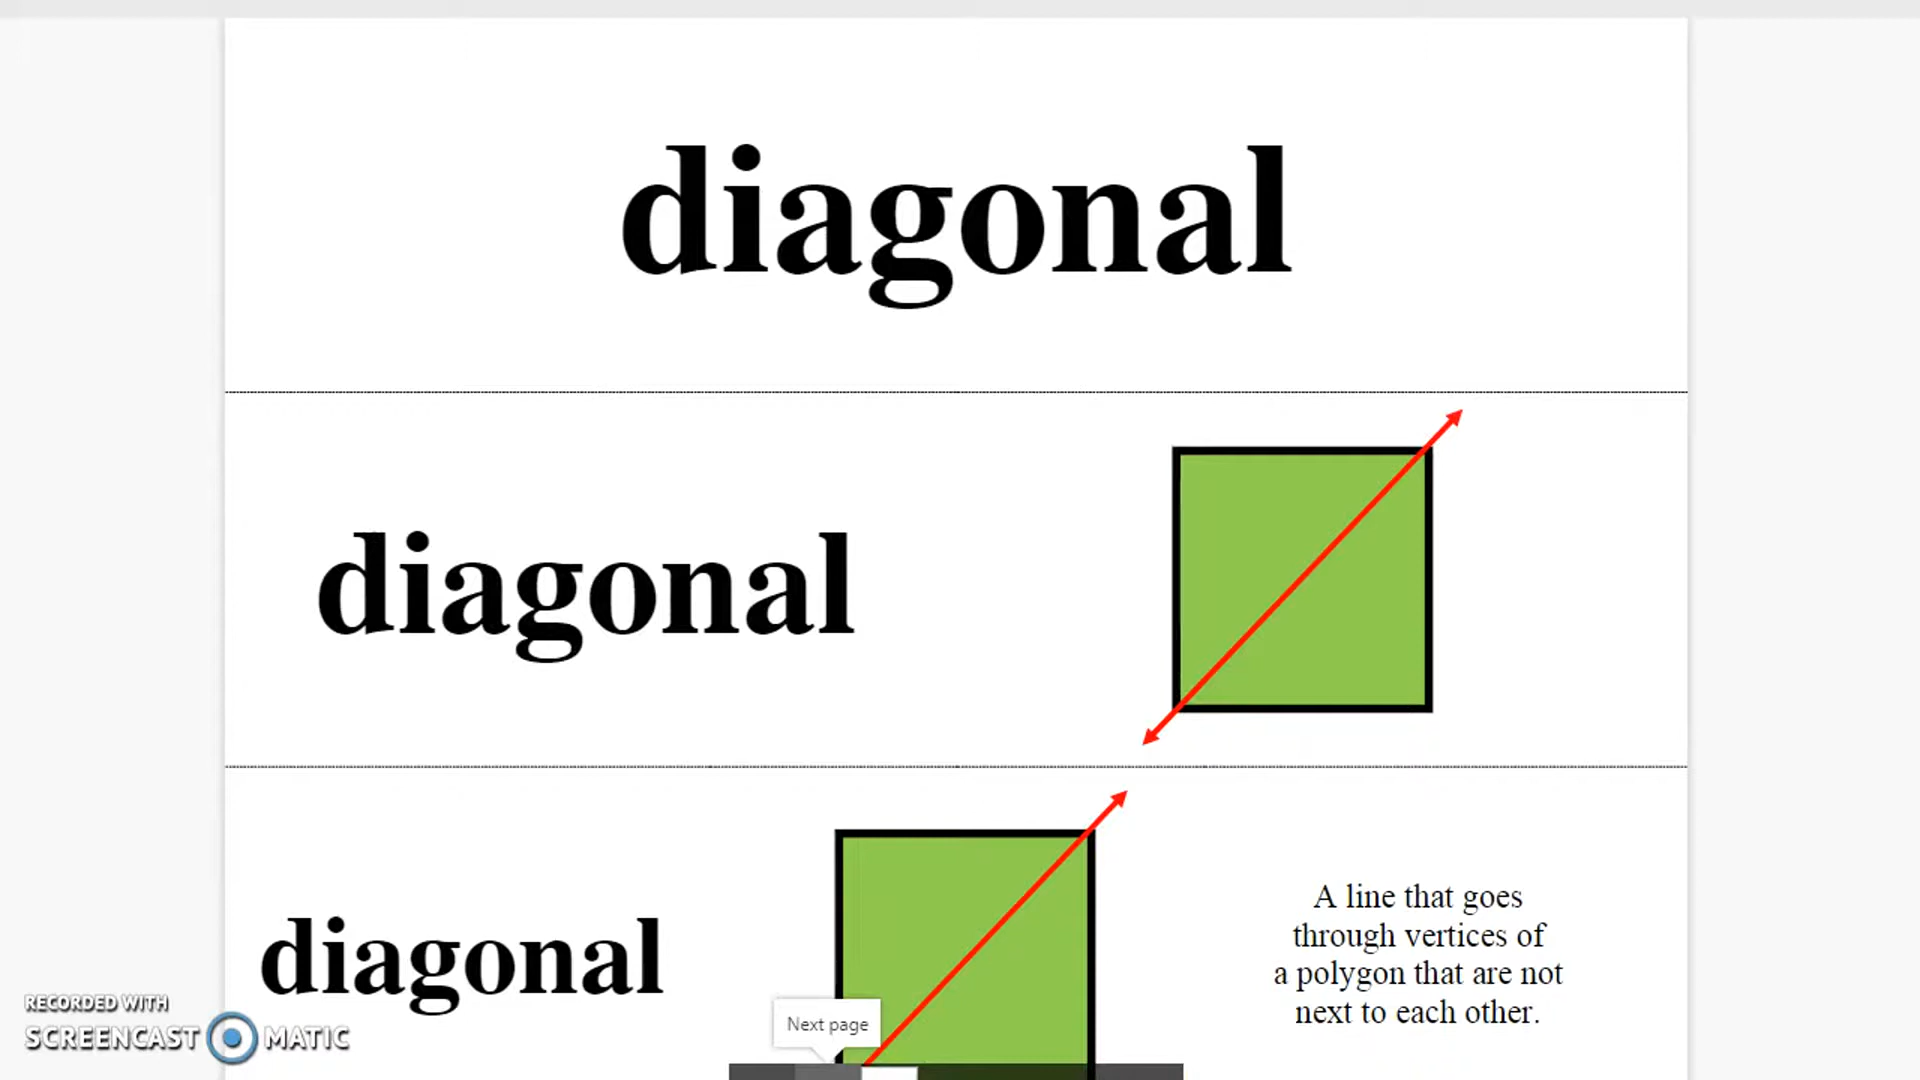 diagonal
diagonal
diagonal
A line that goes
through vertices of
a polygon that are not
next to each other.
Next page
RECORDED WITH
SCREENCAST MATIC